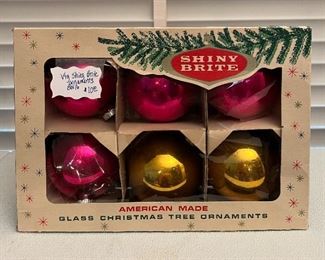 SHINY
BRITE
Vtg Shiny Brite
ornaments
AMERICAN MADE
GLASS CHRISTMAS TREE ORNAMENTS